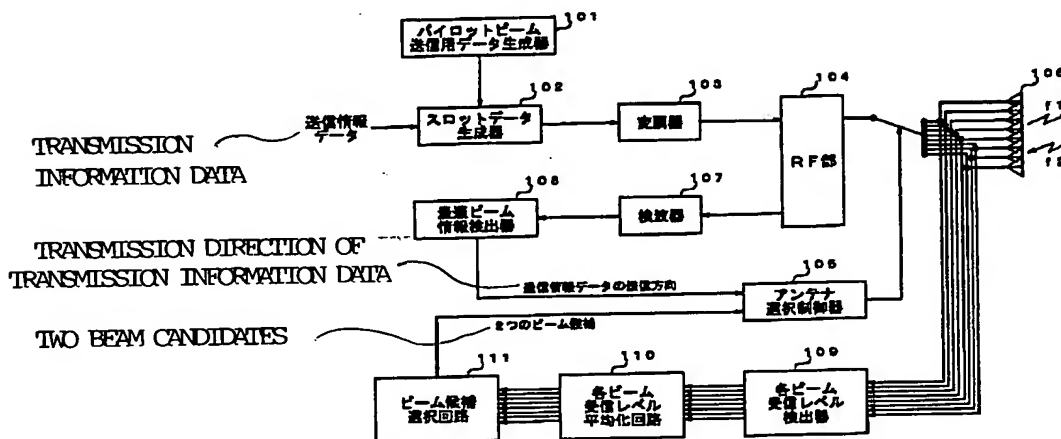 101
パイロットビーム
送信用データ生成器
102
103
104
106
送信情報
データ
スロットデータ
生成器
変調器
RF部
f1
f2
TRANSMISSION
INFORMATION DATA
108
107
最適ビーム
情報検出器
検波器
TRANSMISSION DIRECTION OF
TRANSMISSION INFORMATION DATA
送信情報データの送信方向
105
アンテナ
選択制御器
TWO BEAM CANDIDATES
2つのビーム候補
111
110
109
ビーム候補
選択回路
各ビーム
受信レベル
平均化回路
各ビーム
受信レベル
検出器